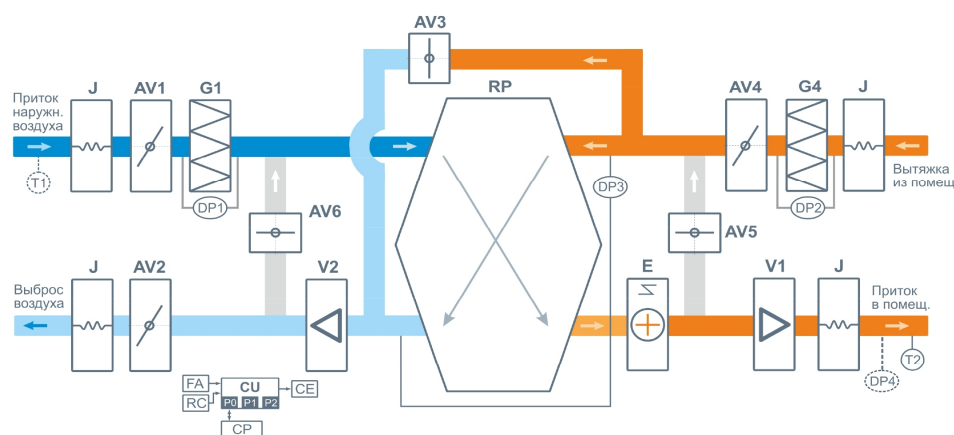 AV3
J
AV1
G1
RP
AV4
G4
J
Приток
наружн.
воздуха
T1
DP1
DP3
DP2
Вытяжка
из помещ
AV6
AV5
J
AV2
V2
E
V1
J
Выброс
воздуха
Приток
в помещ.
T2
DP4
FA
CU
CE
RC
P0 P1 P2
CP